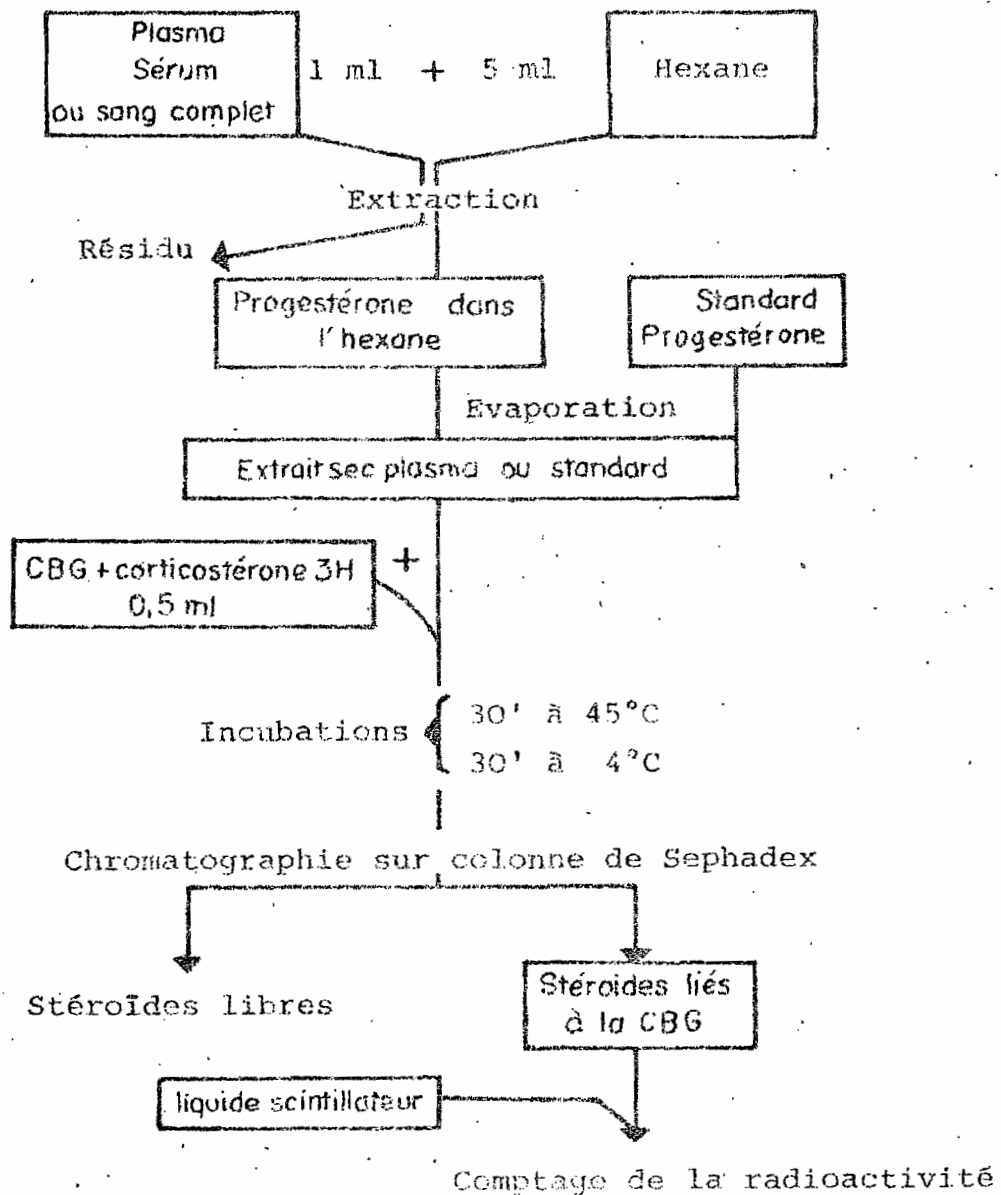 Plasma
Sérum
ou sang complet
1 ml + 5 ml
Hexane
Extraction
Résidu
Progestérone dans
l'hexane
Standard
Progestérone
Evaporation
Extrait sec plasma ou standard
CBG + corticostérone 3H
0,5 ml
+
Incubations
30' à 45°C
30' à 4°C
Chromatographie sur colonne de Sephadex
Stéroïdes libres
Stéroides liés
à la CBG
liquide scintillateur
Comptage de la radioactivité